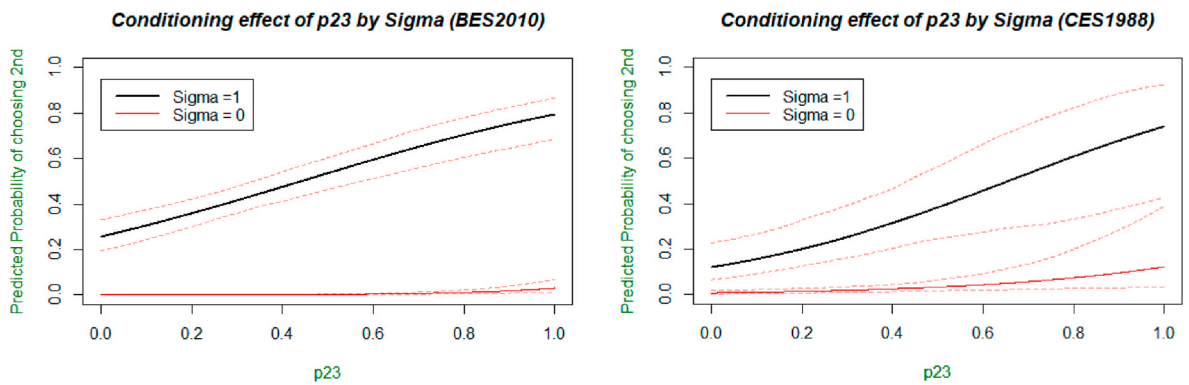 Conditioning effect of p23 by Sigma (BES2010)
Predicted Probability of choosing 2nd
1.0
0.8
0.6
0.4
0.2
0.0
Sigma =1
Sigma = 0
0.0 0.2 0.4 0.6 0.8 1.0
p23
Conditioning effect of p23 by Sigma (CES1988)
Predicted Probability of choosing 2nd
1.0
0.8
0.6
0.4
0.2
0.0
Sigma =1
Sigma = 0
0.0 0.2 0.4 0.6 0.8 1.0
p23